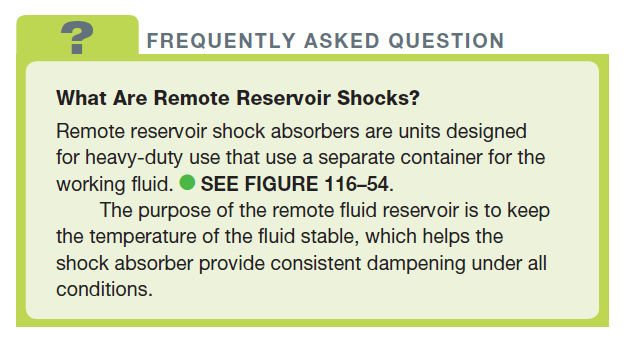 ?
FREQUENTLY ASKED QUESTION
What Are Remote Reservoir Shocks?
Remote reservoir shock absorbers are units designed
for heavy-duty use that use a separate container for the
working fluid. ● SEE FIGURE 116–54.
The purpose of the remote fluid reservoir is to keep
the temperature of the fluid stable, which helps the
shock absorber provide consistent dampening under all
conditions.